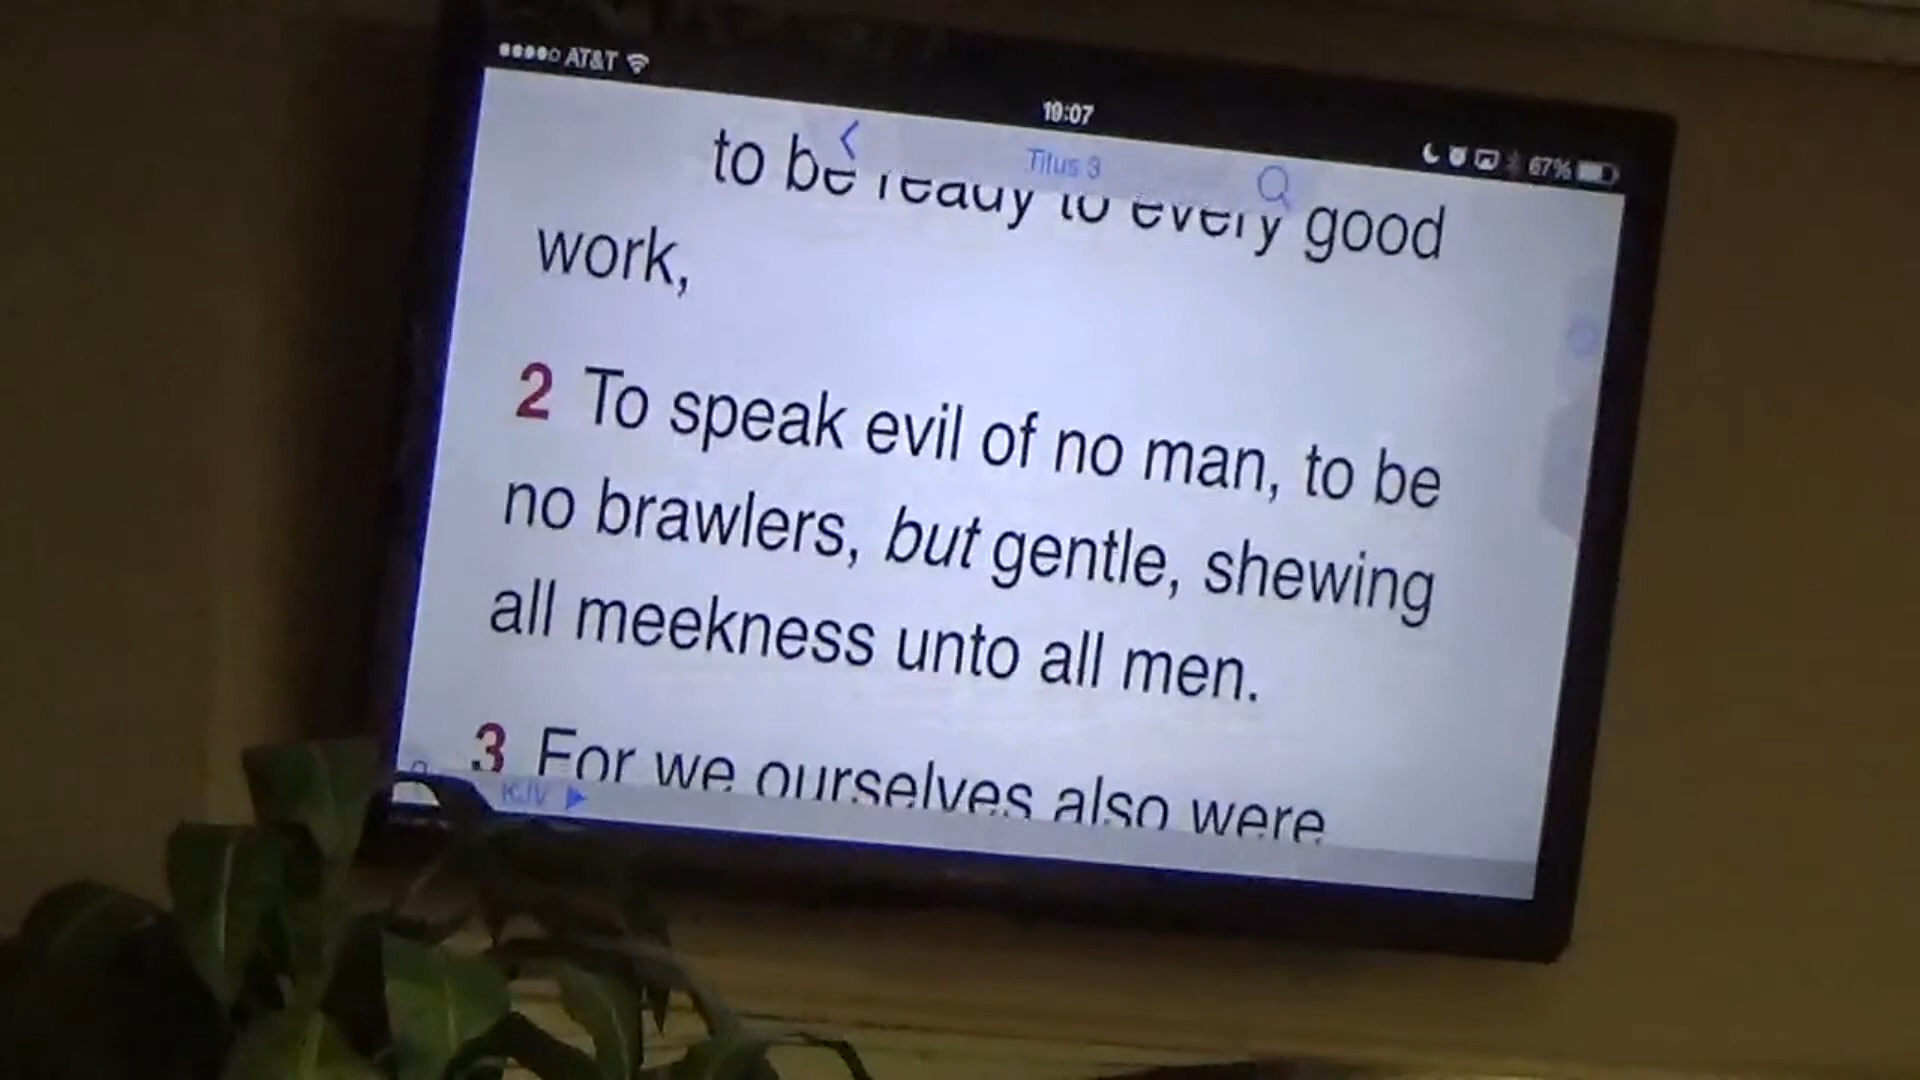 AT&T
19:07
67%
Titus 3
to be ready to every good
work,
2 To speak evil of no man, to be
no brawlers, but gentle, shewing
all meekness unto all men.
3 For we ourselves also were
KJV